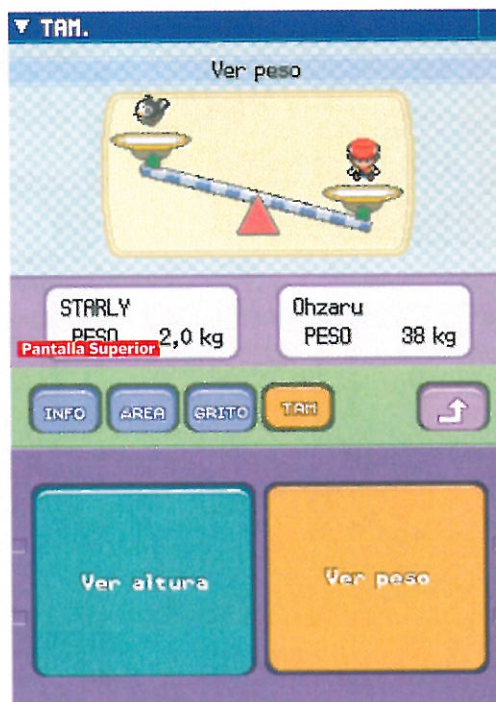 ▼ TAM.
Ver peso
STARLY
PESO 2,0 kg
Ohzaru
PESO 38 kg
Pantalla Superior
INFO
AREA
GRITO
TAM
Ver altura
Ver peso